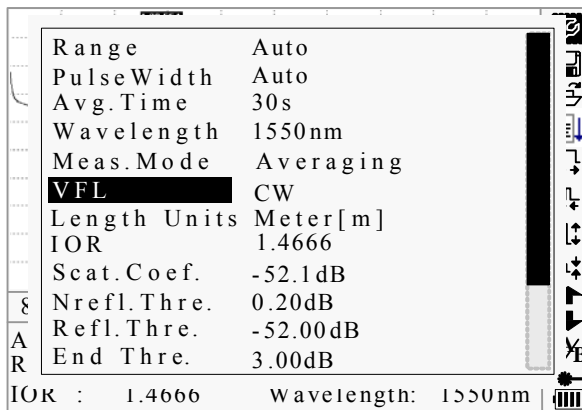 Range Auto
PulseWidth Auto
Avg.Time 30s
Wavelength 1550nm
Meas.Mode Averaging
VFL CW
Length Units Meter[m]
IOR 1.4666
Scat.Coef. -52.1dB
Nrefl.Thre. 0.20dB
Refl.Thre. -52.00dB
End Thre. 3.00dB
A
R
IOR : 1.4666 Wavelength: 1550nm